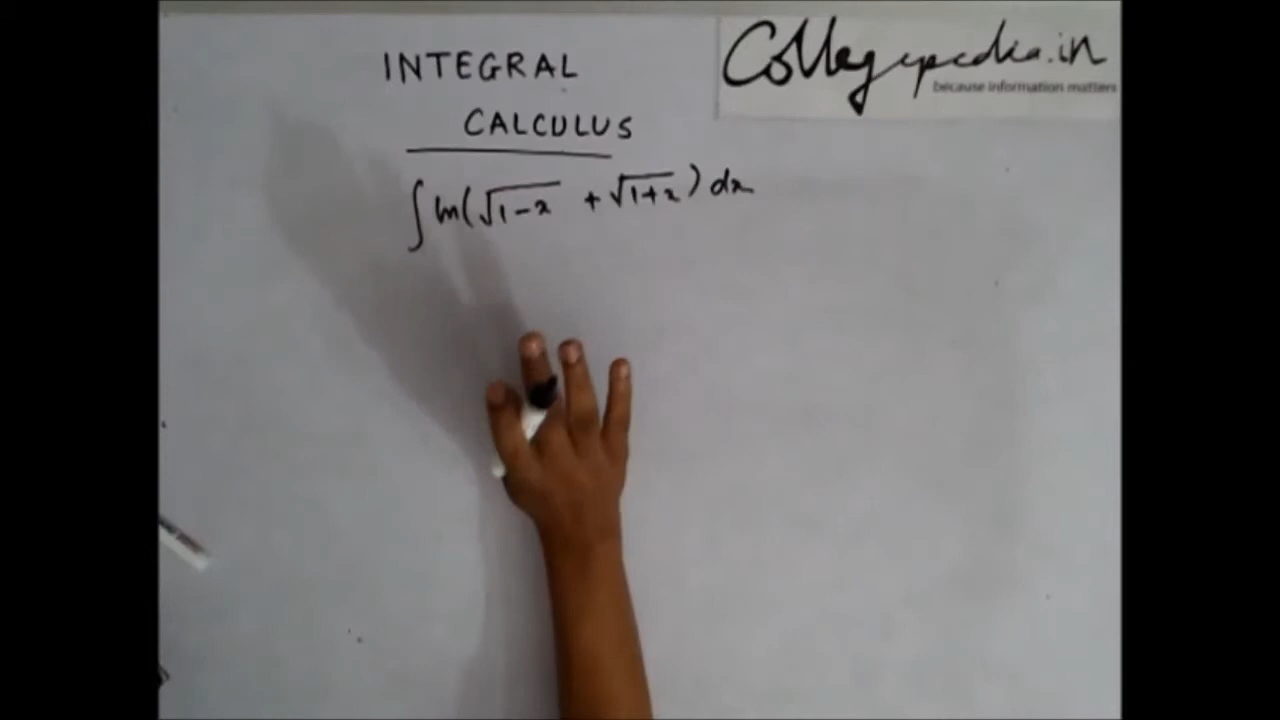 INTEGRAL
CALCULUS
∫ ln(√1-x + √1+x) dx
Collegepedia.in
because information matters